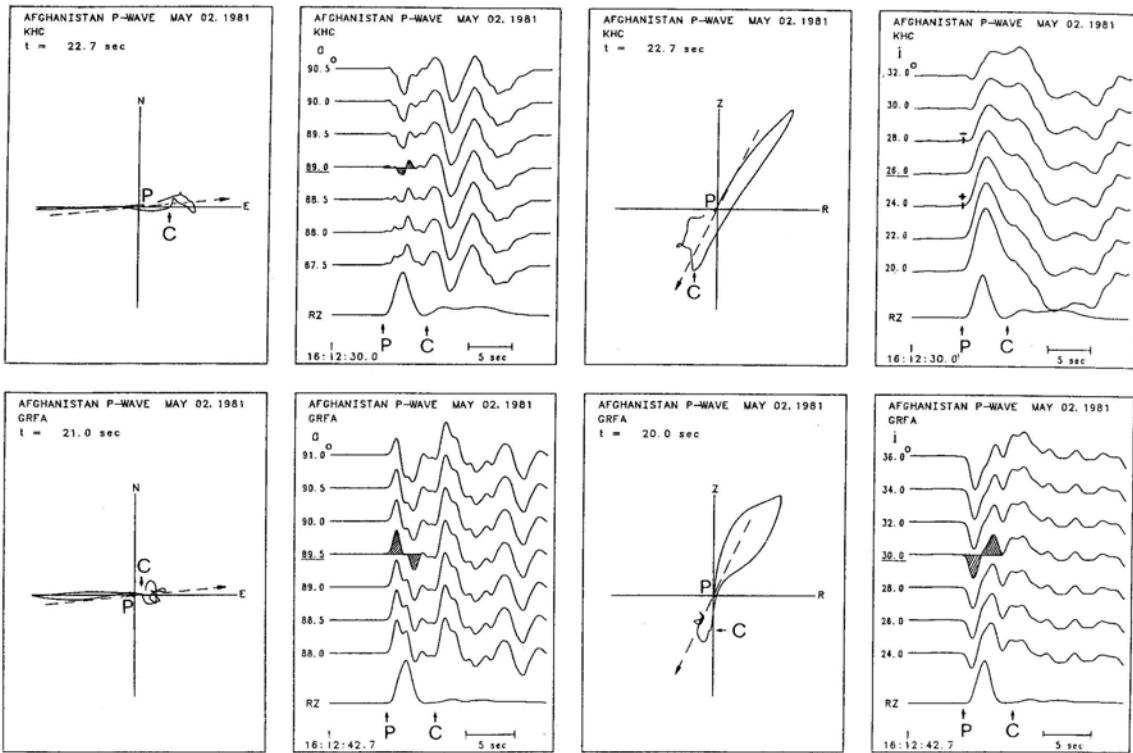 AFGHANISTAN P-WAVE MAY 02. 1981
KHC
t = 22.7 sec
N
P
E
C
AFGHANISTAN P-WAVE MAY 02. 1981
KHC
a
90.5°
90.0
89.5
89.0
88.5
88.0
87.5
RZ
P
C
16:12:30.0
5 sec
AFGHANISTAN P-WAVE MAY 02. 1981
KHC
t = 22.7 sec
Z
P
R
C
AFGHANISTAN P-WAVE MAY 02. 1981
KHC
i
32.0°
30.0
28.0
-
26.0
+
24.0
22.0
20.0
RZ
P
C
16:12:30.0
5 sec
AFGHANISTAN P-WAVE MAY 02. 1981
GRFA
t = 21.0 sec
N
C
E
P
AFGHANISTAN P-WAVE MAY 02. 1981
GRFA
a
91.0°
90.5
90.0
89.5
89.0
88.5
88.0
RZ
P
C
16:12:42.7
5 sec
AFGHANISTAN P-WAVE MAY 02. 1981
GRFA
t = 20.0 sec
Z
P
R
C
AFGHANISTAN P-WAVE MAY 02. 1981
GRFA
i
36.0°
34.0
32.0
30.0
28.0
26.0
24.0
RZ
P
C
16:12:42.7
5 sec